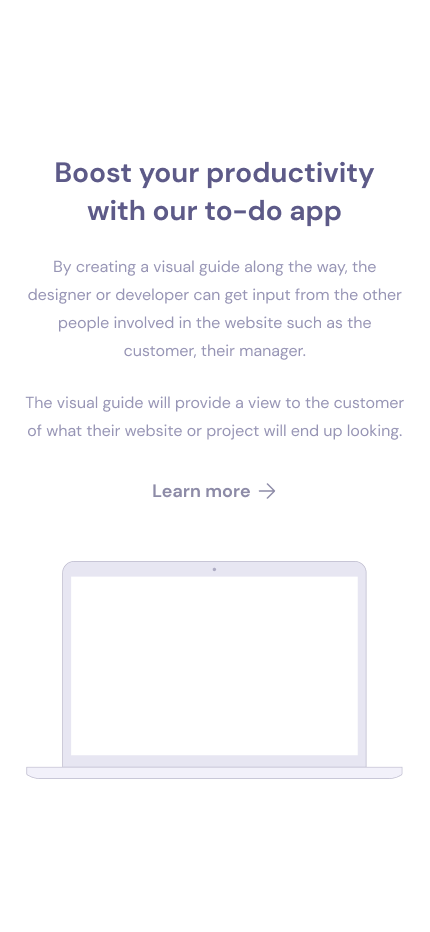 Boost your productivity
with our to-do app
By creating a visual guide along the way, the
designer or developer can get input from the other
people involved in the website such as the
customer, their manager.
The visual guide will provide a view to the customer
of what their website or project will end up looking.
Learn more